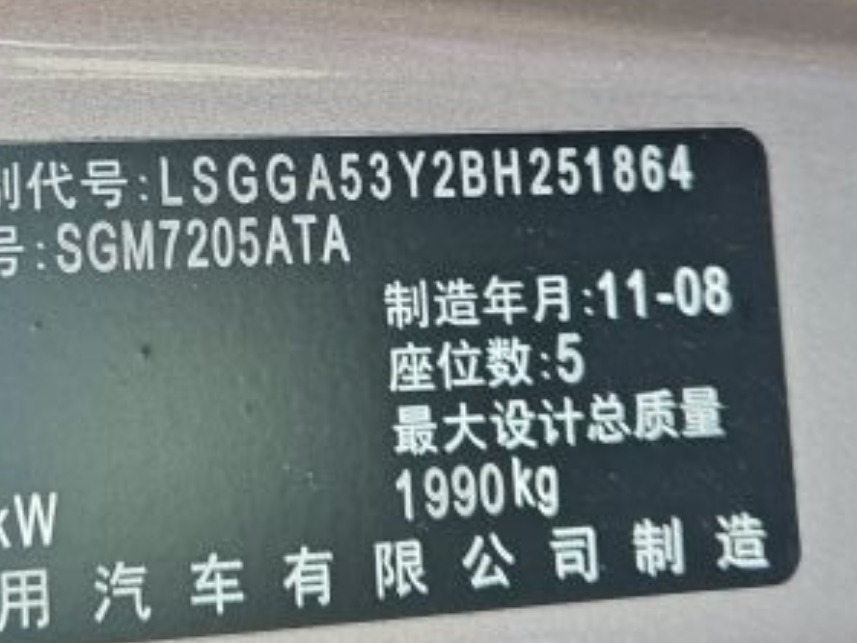 别代号:LSGGA53Y2BH251864
号:SGM7205ATA
制造年月:11-08
座位数:5
最大设计总质量
1990kg
kW
用汽车有限公司制造